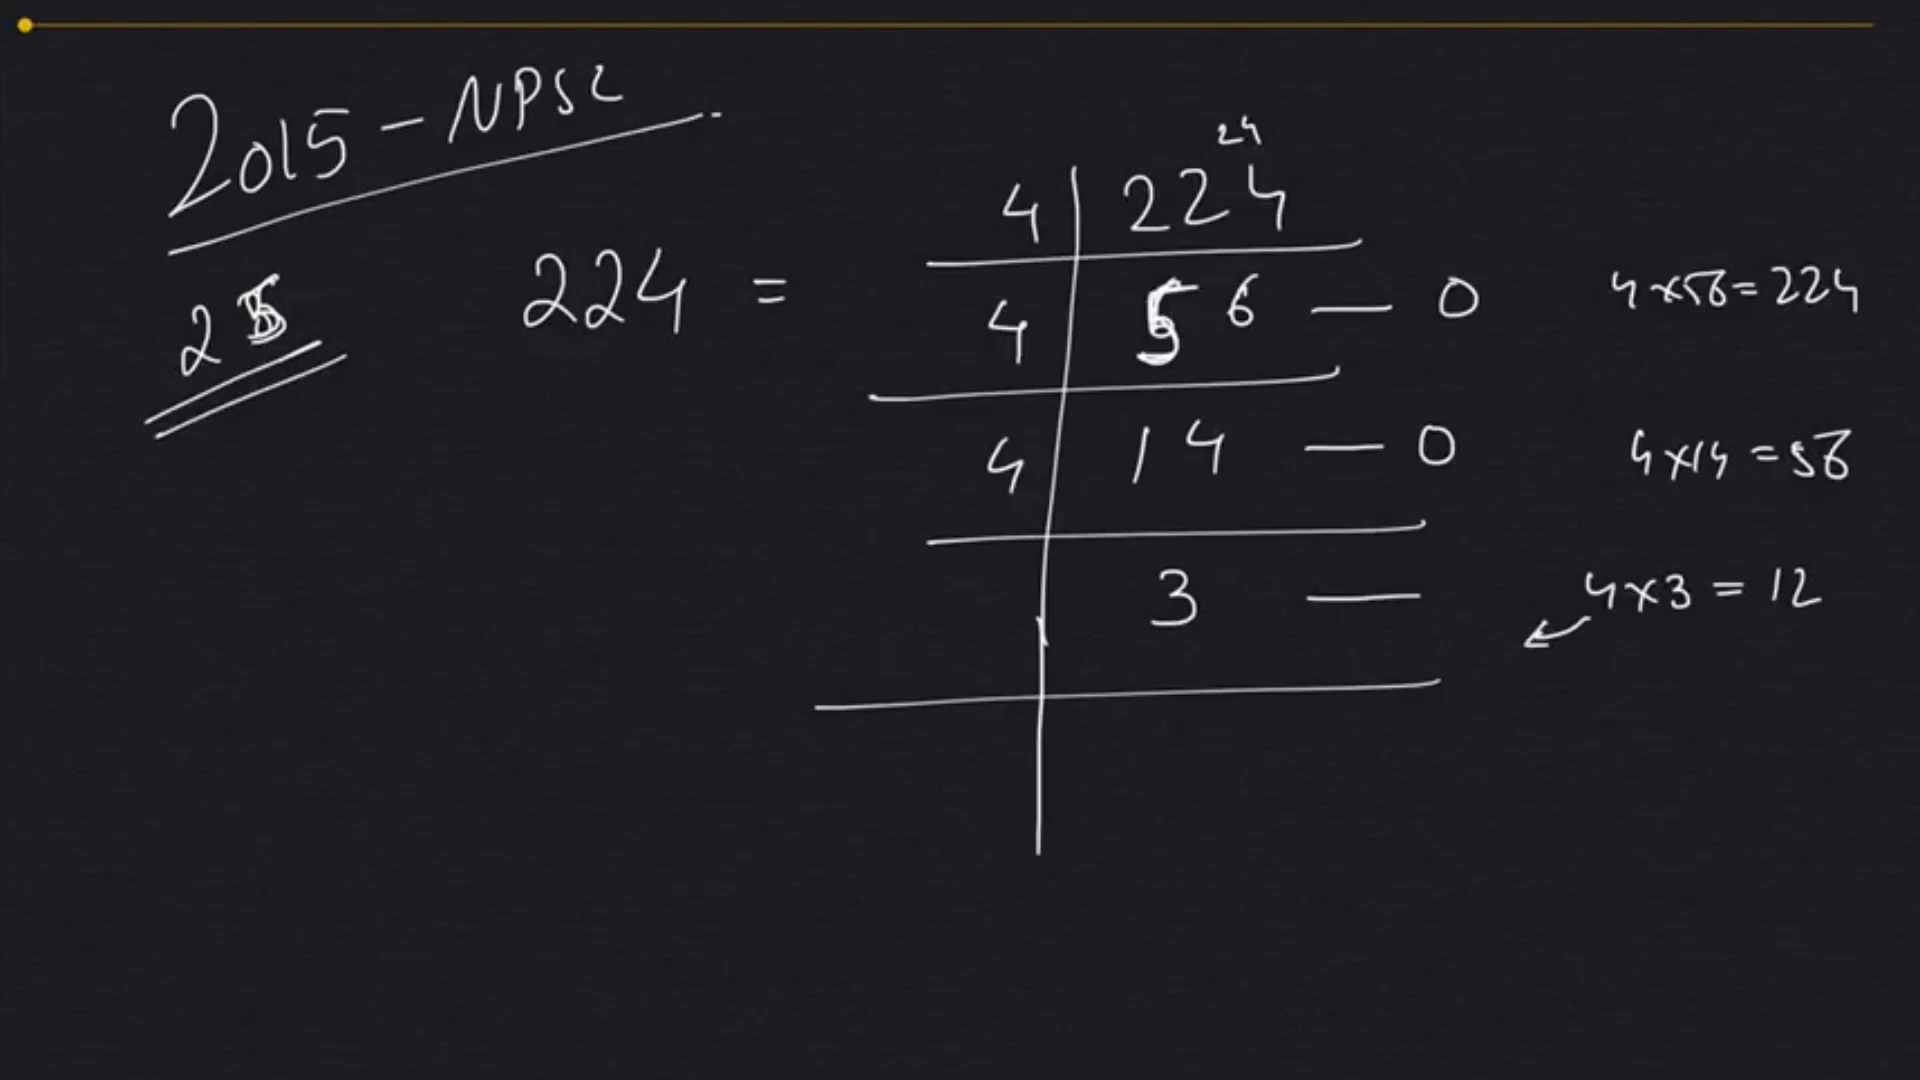 2015 - NPSC
24
4 | 224
224 =
4 | 56 — 0
4×56=224
4 | 14 — 0
4×14=56
3 —
4×3=12